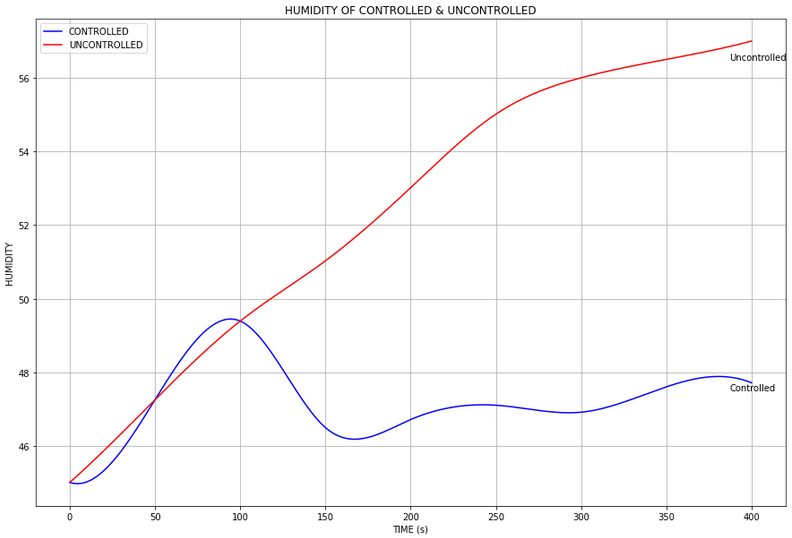 HUMIDITY OF CONTROLLED & UNCONTROLLED
CONTROLLED
UNCONTROLLED
Uncontrolled
56
54
52
50
48
46
HUMIDITY
Controlled
0 50 100 150 200 250 300 350 400
TIME (s)